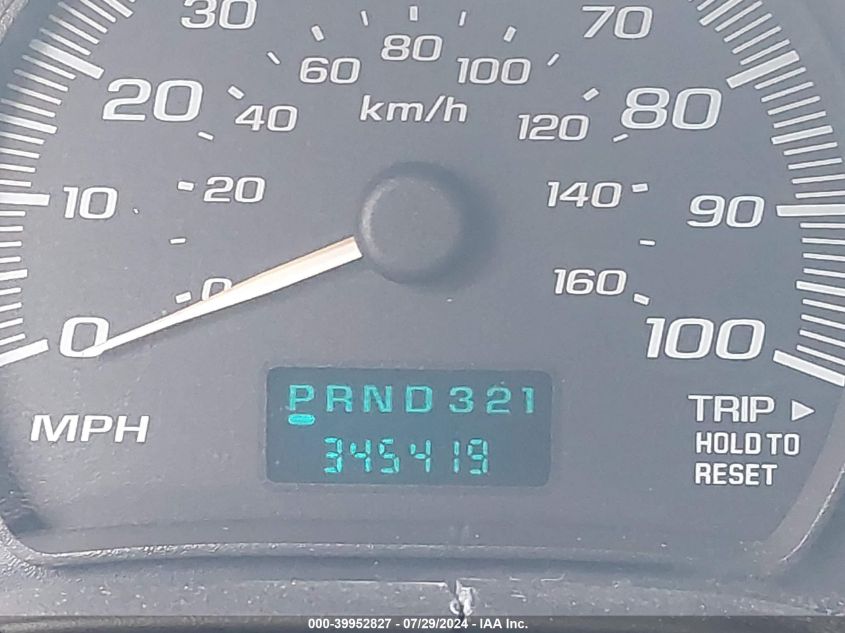 30 70
60 80 100
20 40 km/h 120 80
10 20 140 90
0 160
0 100
PRND321
TRIP
MPH
345419
HOLD TO
RESET
000-39952827 - 07/29/2024 - IAA Inc.